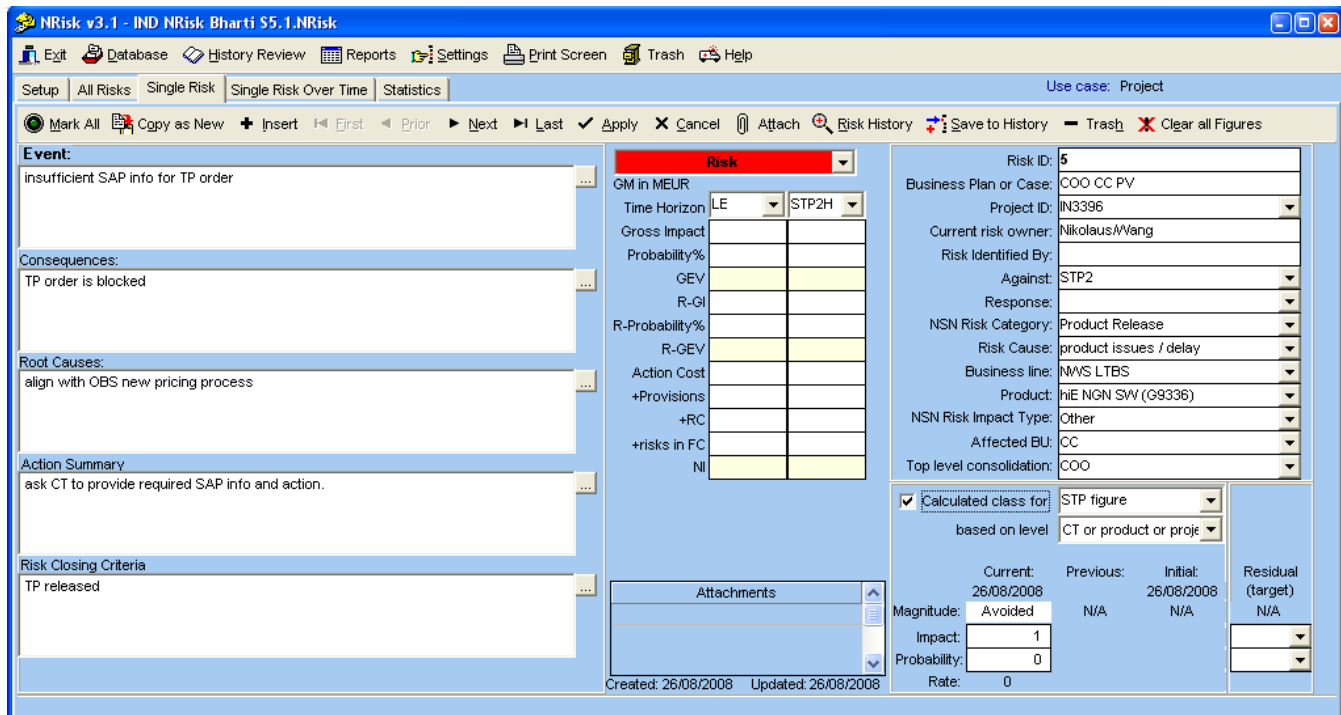 NRisk v3.1 - IND NRisk Bharti S5.1.NRisk
Exit Database History Review Reports Settings Print Screen Trash Help
Setup All Risks Single Risk Single Risk Over Time Statistics Use case: Project
Mark All Copy as New Insert First Prior Next Last Apply Cancel Attach Risk History Save to History Trash Clear all Figures
Event:
insufficient SAP info for TP order
...
Consequences:
TP order is blocked
...
Root Causes:
align with OBS new pricing process
...
Action Summary
ask CT to provide required SAP info and action.
...
Risk Closing Criteria
TP released
...
Risk
GM in MEUR
Time Horizon LE STP2H
Gross Impact
Probability%
GEV
R-GI
R-Probability%
R-GEV
Action Cost
+Provisions
+RC
+risks in FC
NI
Attachments
Created: 26/08/2008 Updated: 26/08/2008
Risk ID: 5
Business Plan or Case: COO CC PV
Project ID: IN3396
Current risk owner: Nikolaus/Wang
Risk Identified By:
Against: STP2
Response:
NSN Risk Category: Product Release
Risk Cause: product issues / delay
Business line: NWS LTBS
Product: hiE NGN SW (G9336)
NSN Risk Impact Type: Other
Affected BU: CC
Top level consolidation: COO
Calculated class for STP figure
based on level CT or product or proje
Current: Previous: Initial: Residual
26/08/2008 26/08/2008 (target)
Magnitude: Avoided N/A N/A N/A
Impact: 1
Probability: 0
Rate: 0